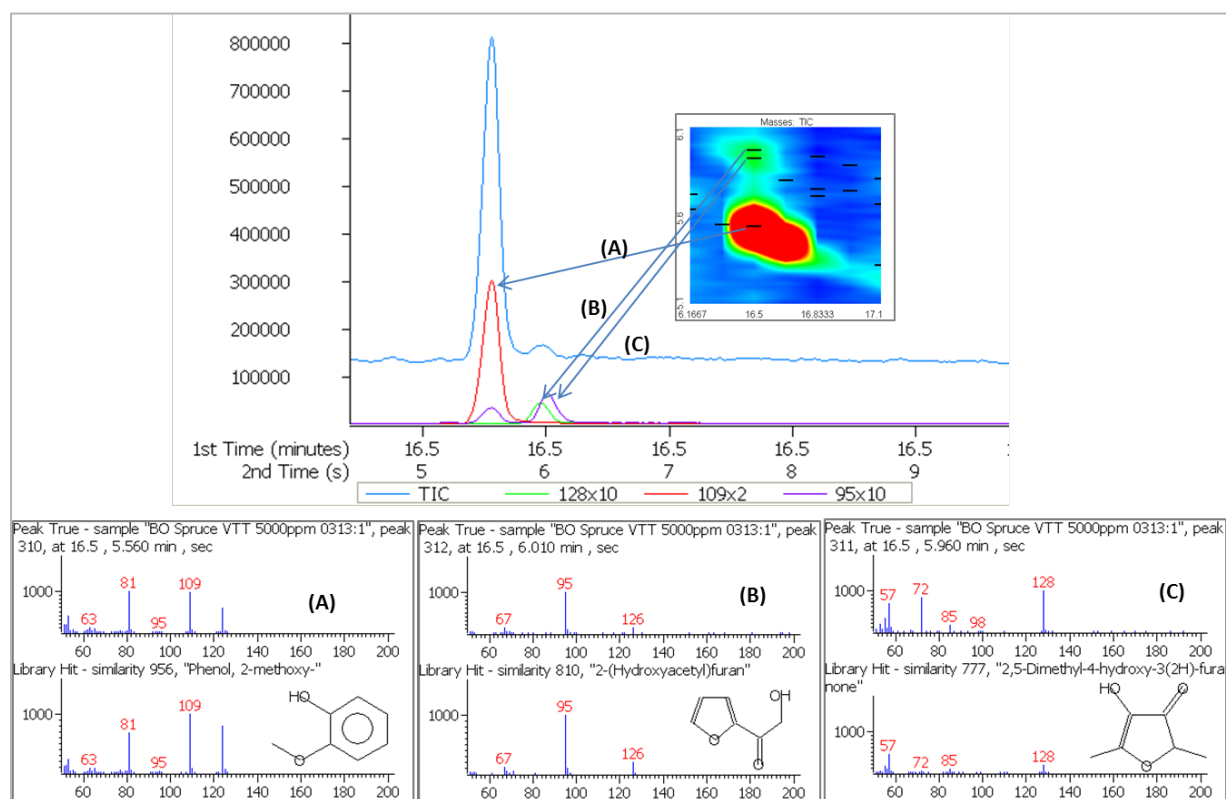 800000
700000
600000
500000
400000
300000
200000
100000
Masses: TIC
6.1
5.6
5.1
6.1667 16.5 16.8333 17.1
(A)
(B)
(C)
1st Time (minutes) 16.5 16.5 16.5 16.5 16.5
2nd Time (s) 5 6 7 8 9
TIC 128x10 109x2 95x10
Peak True - sample "BO Spruce VTT 5000ppm 0313:1", peak
310, at 16.5 , 5.560 min , sec
1000
81 109
63 95
(A)
60 80 100 120 140 160 180 200
Library Hit - similarity 956, "Phenol, 2-methoxy-"
1000
81 109
63 95
HO
O
60 80 100 120 140 160 180 200
Peak True - sample "BO Spruce VTT 5000ppm 0313:1", peak
312, at 16.5 , 6.010 min , sec
1000
95
67 126
(B)
60 80 100 120 140 160 180 200
Library Hit - similarity 810, "2-(Hydroxyacetyl)furan"
1000
95
67 126
OH
O
O
60 80 100 120 140 160 180 200
Peak True - sample "BO Spruce VTT 5000ppm 0313:1", peak
311, at 16.5 , 5.960 min , sec
1000
57 72 128
85 98
(C)
60 80 100 120 140 160 180 200
Library Hit - similarity 777, "2,5-Dimethyl-4-hydroxy-3(2H)-fura
none"
1000
57 72 85 128
HO O
O
60 80 100 120 140 160 180 200